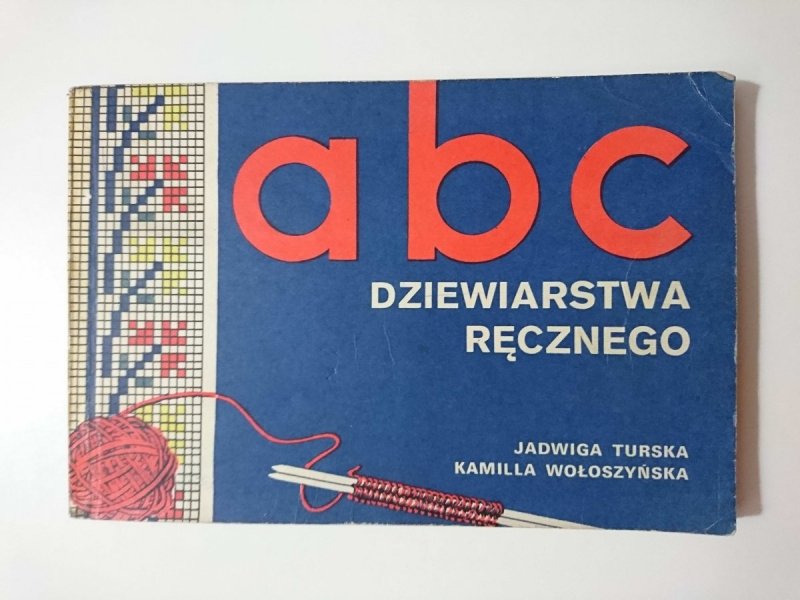 abc
DZIEWIARSTWA
RĘCZNEGO
JADWIGA TURSKA
KAMILLA WOŁOSZYŃSKA